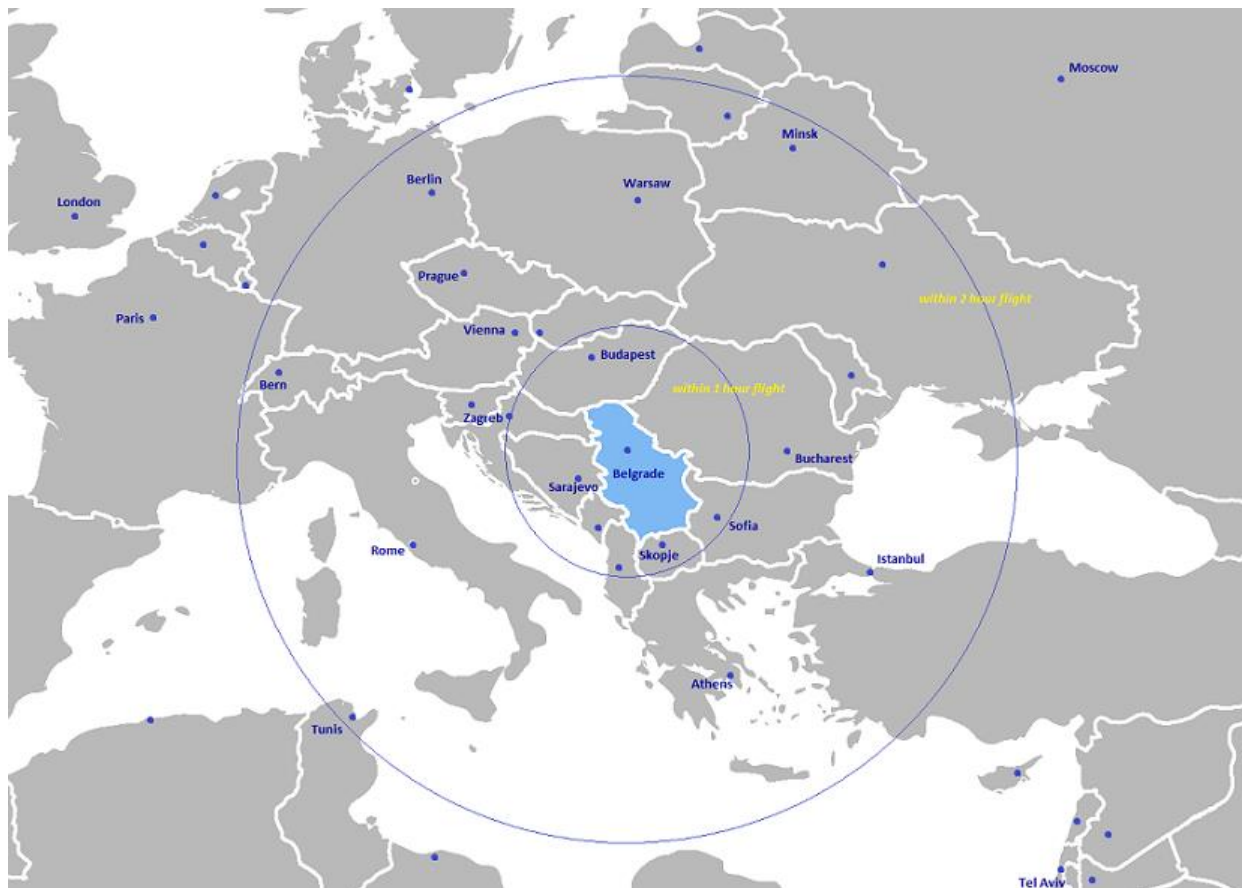 Moscow
Minsk
Berlin
Warsaw
London
Prague
within 2 hour flight
Paris
Vienna
Budapest
Bern
within 1 hour flight
Zagreb
Bucharest
Belgrade
Sarajevo
Sofia
Rome
Skopje
Istanbul
Athens
Tunis
Tel Aviv